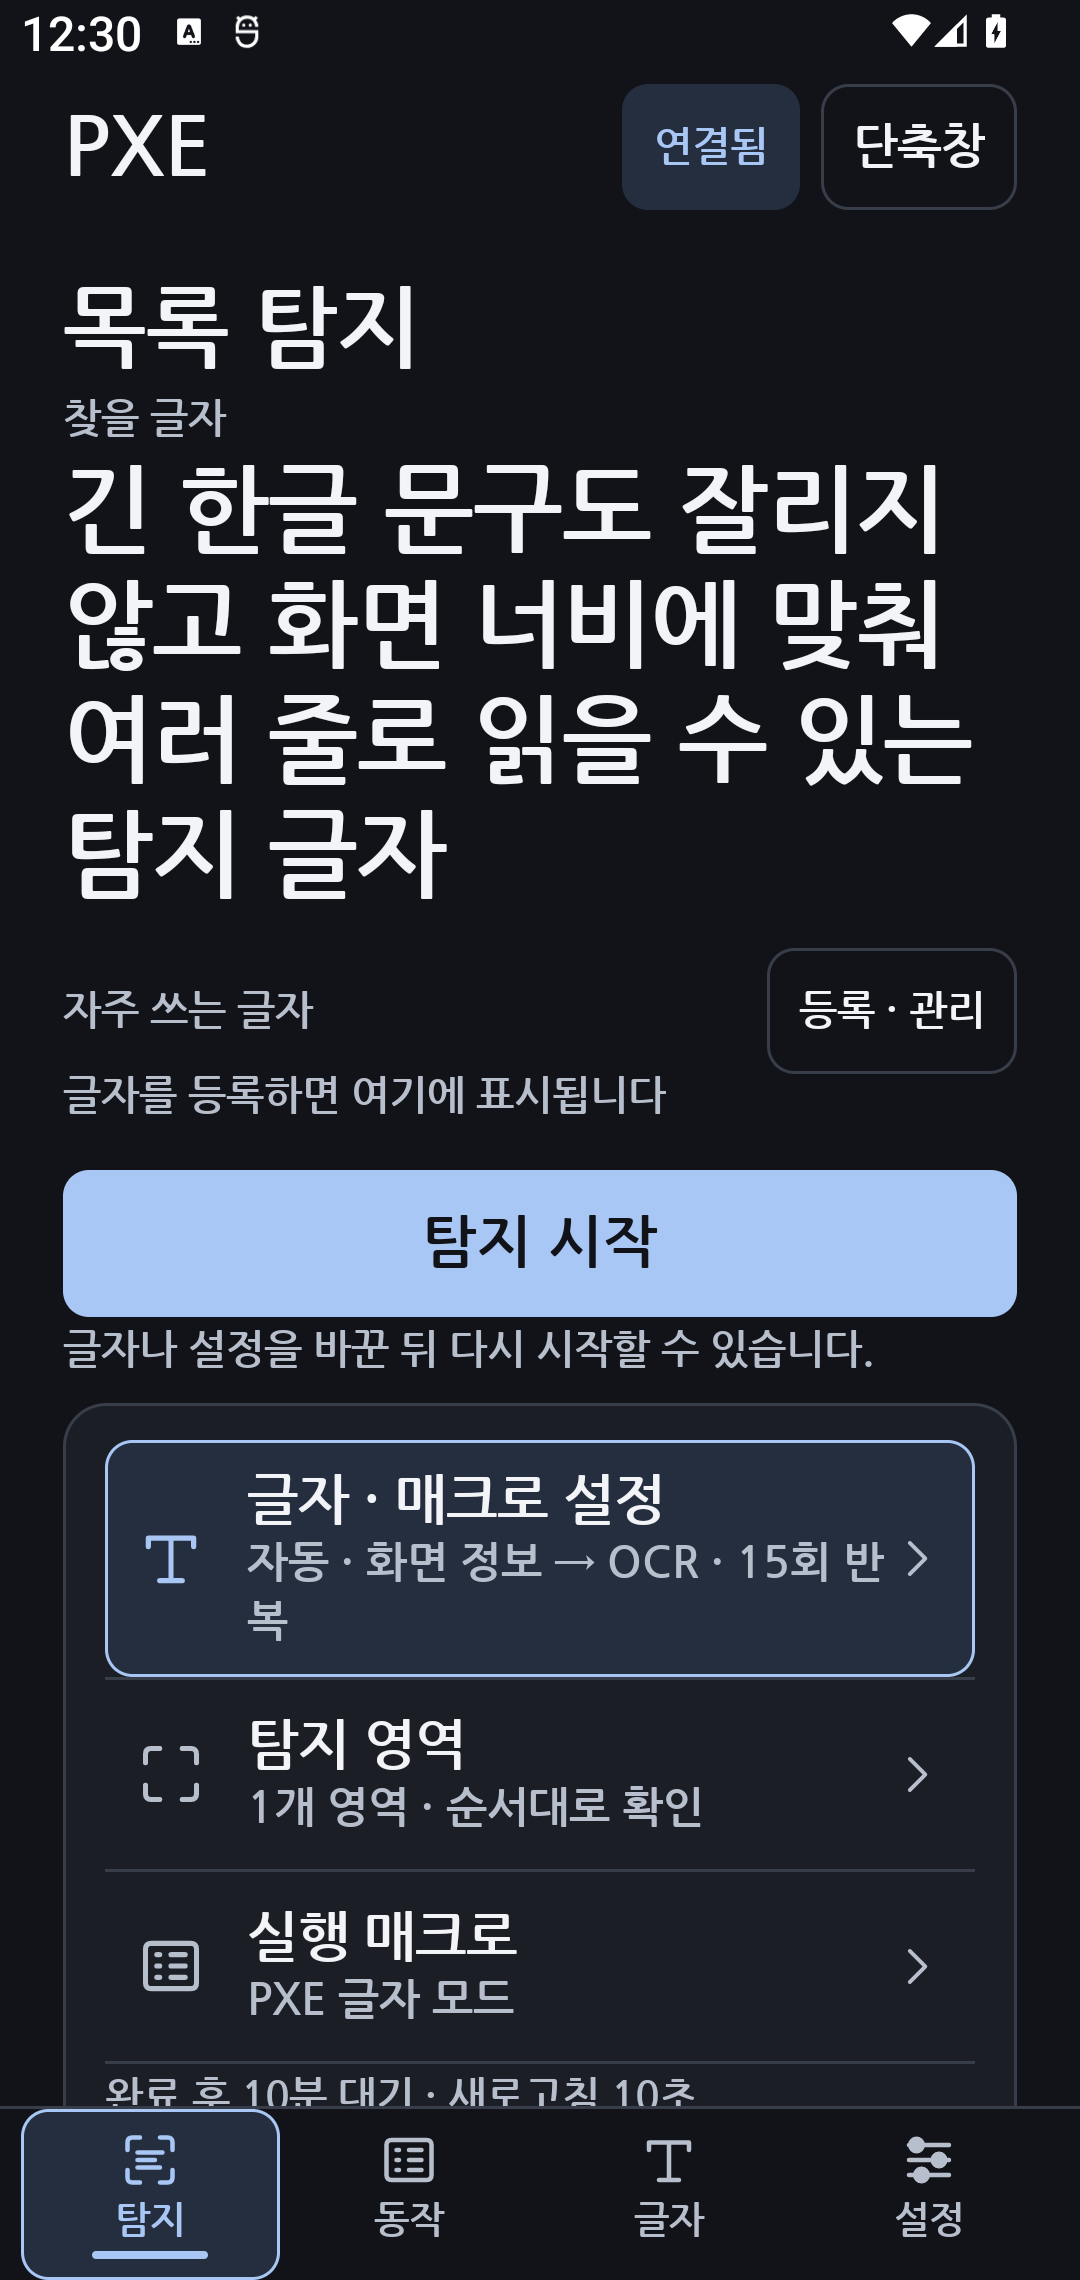 12:30
PXE
연결됨
단축창
목록 탐지
찾을 글자
긴 한글 문구도 잘리지
않고 화면 너비에 맞춰
여러 줄로 읽을 수 있는
탐지 글자
자주 쓰는 글자
등록 · 관리
글자를 등록하면 여기에 표시됩니다
탐지 시작
글자나 설정을 바꾼 뒤 다시 시작할 수 있습니다.
글자 · 매크로 설정
자동 · 화면 정보 → OCR · 15회 반
복
탐지 영역
1개 영역 · 순서대로 확인
실행 매크로
PXE 글자 모드
완료 후 10분 대기 · 새로고침 10초
탐지
동작
글자
설정